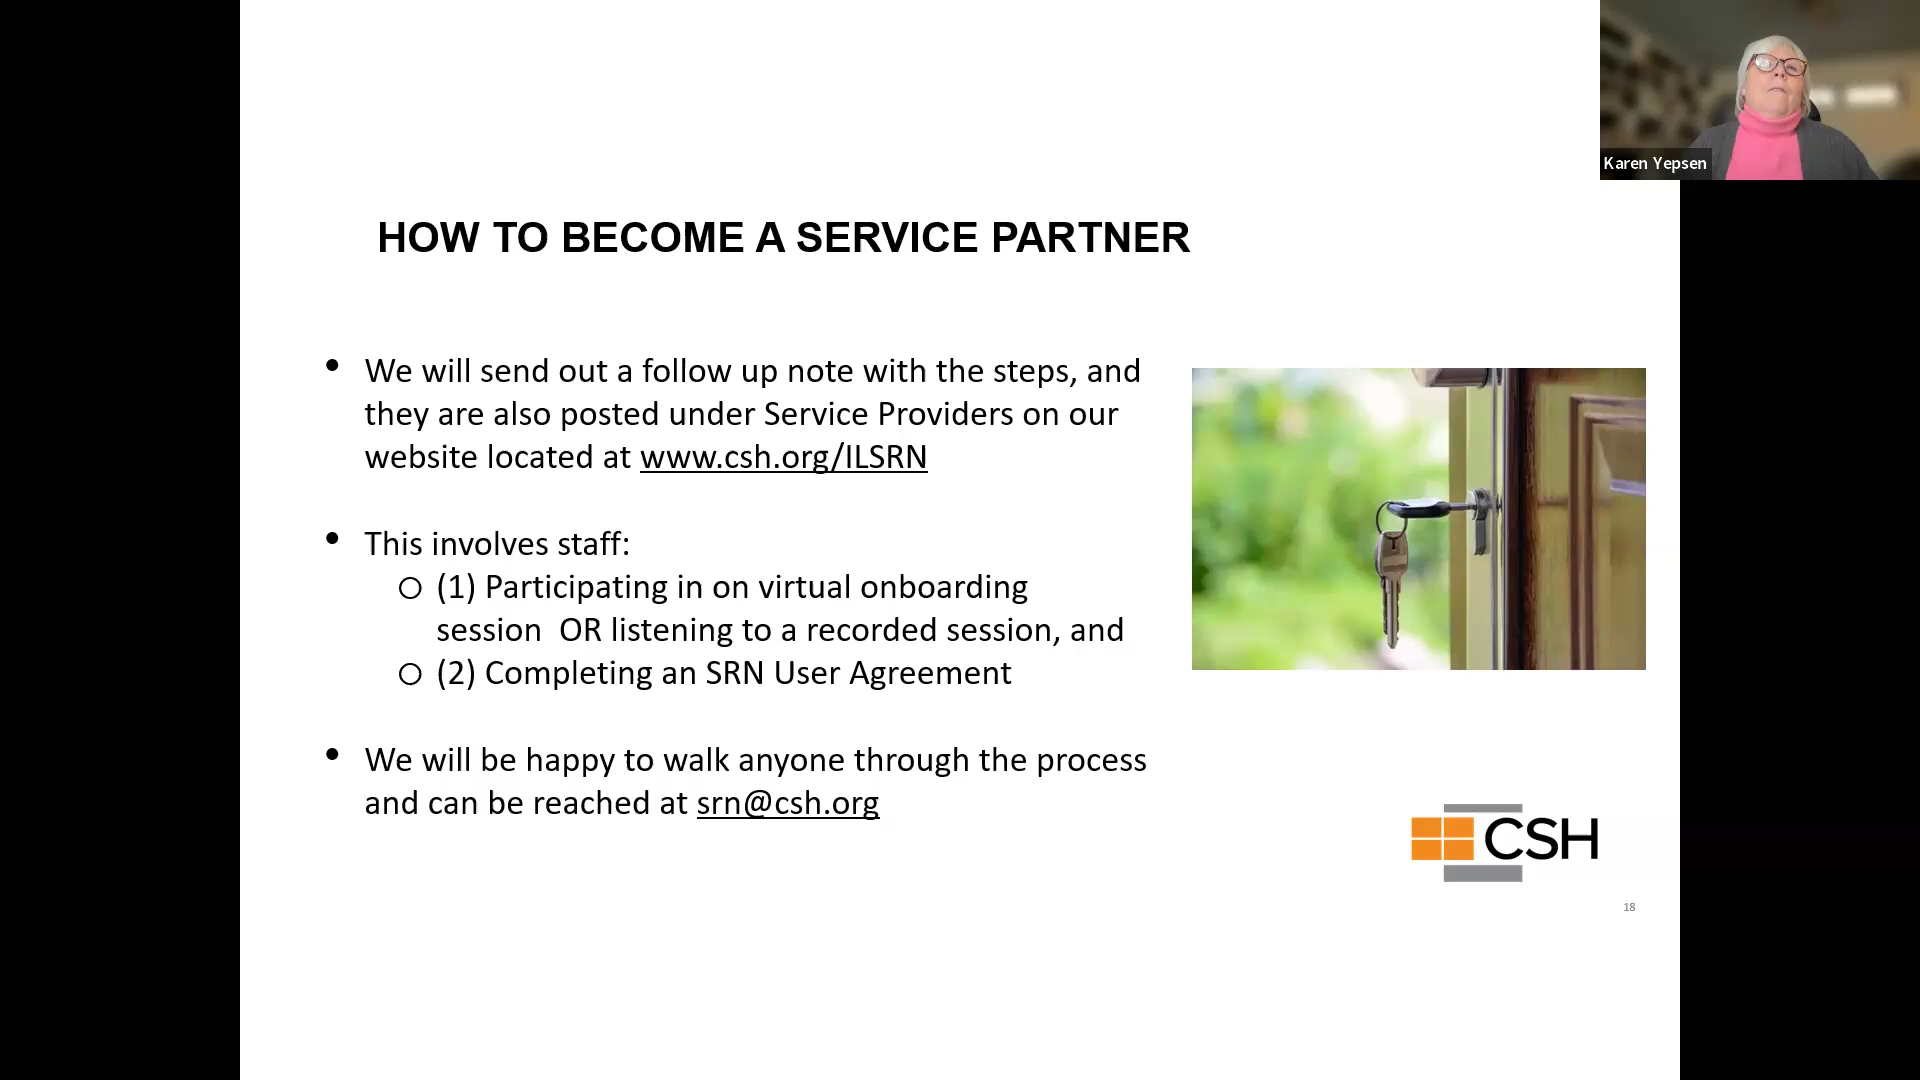 Karen Yepsen
HOW TO BECOME A SERVICE PARTNER
• We will send out a follow up note with the steps, and
they are also posted under Service Providers on our
website located at www.csh.org/ILSRN
• This involves staff:
o (1) Participating in on virtual onboarding
session  OR listening to a recorded session, and
o (2) Completing an SRN User Agreement
• We will be happy to walk anyone through the process
and can be reached at srn@csh.org
CSH
18